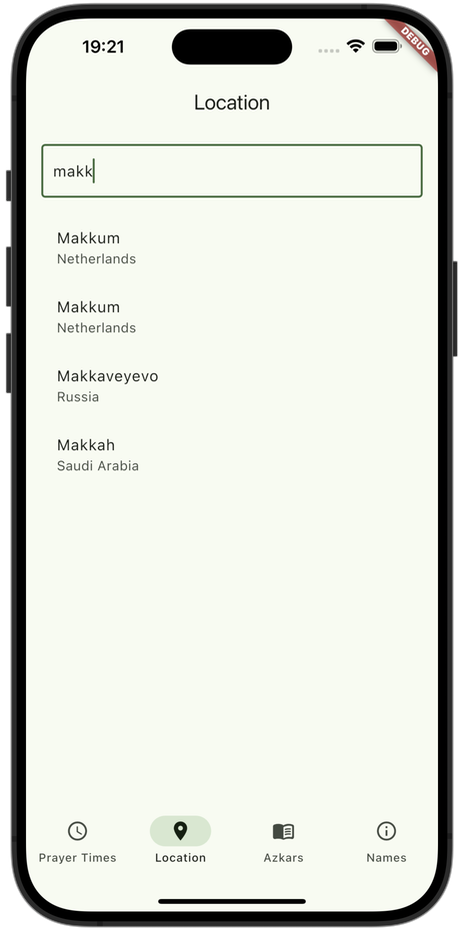 19:21
DEBUG
Location
makk
Makkum
Netherlands
Makkum
Netherlands
Makkaveyevo
Russia
Makkah
Saudi Arabia
Prayer Times
Location
Azkars
Names